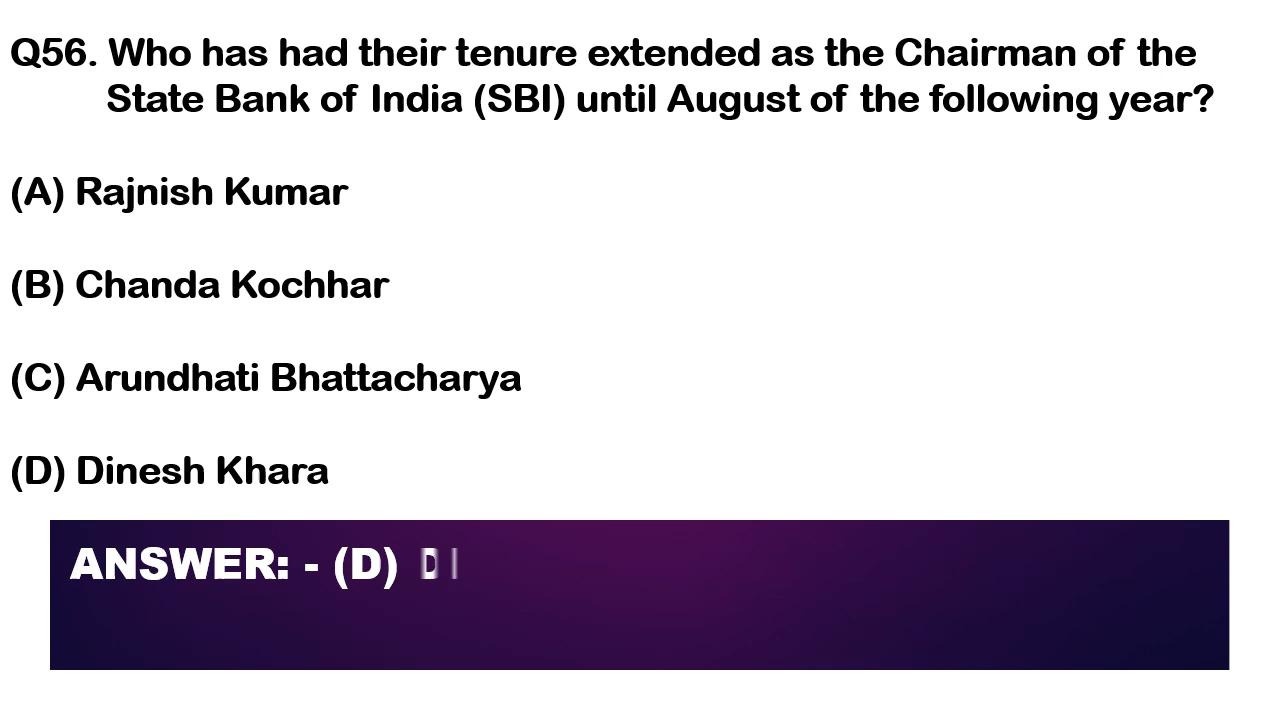 Q56. Who has had their tenure extended as the Chairman of the
State Bank of India (SBI) until August of the following year?
(A) Rajnish Kumar
(B) Chanda Kochhar
(C) Arundhati Bhattacharya
(D) Dinesh Khara
ANSWER: - (D)